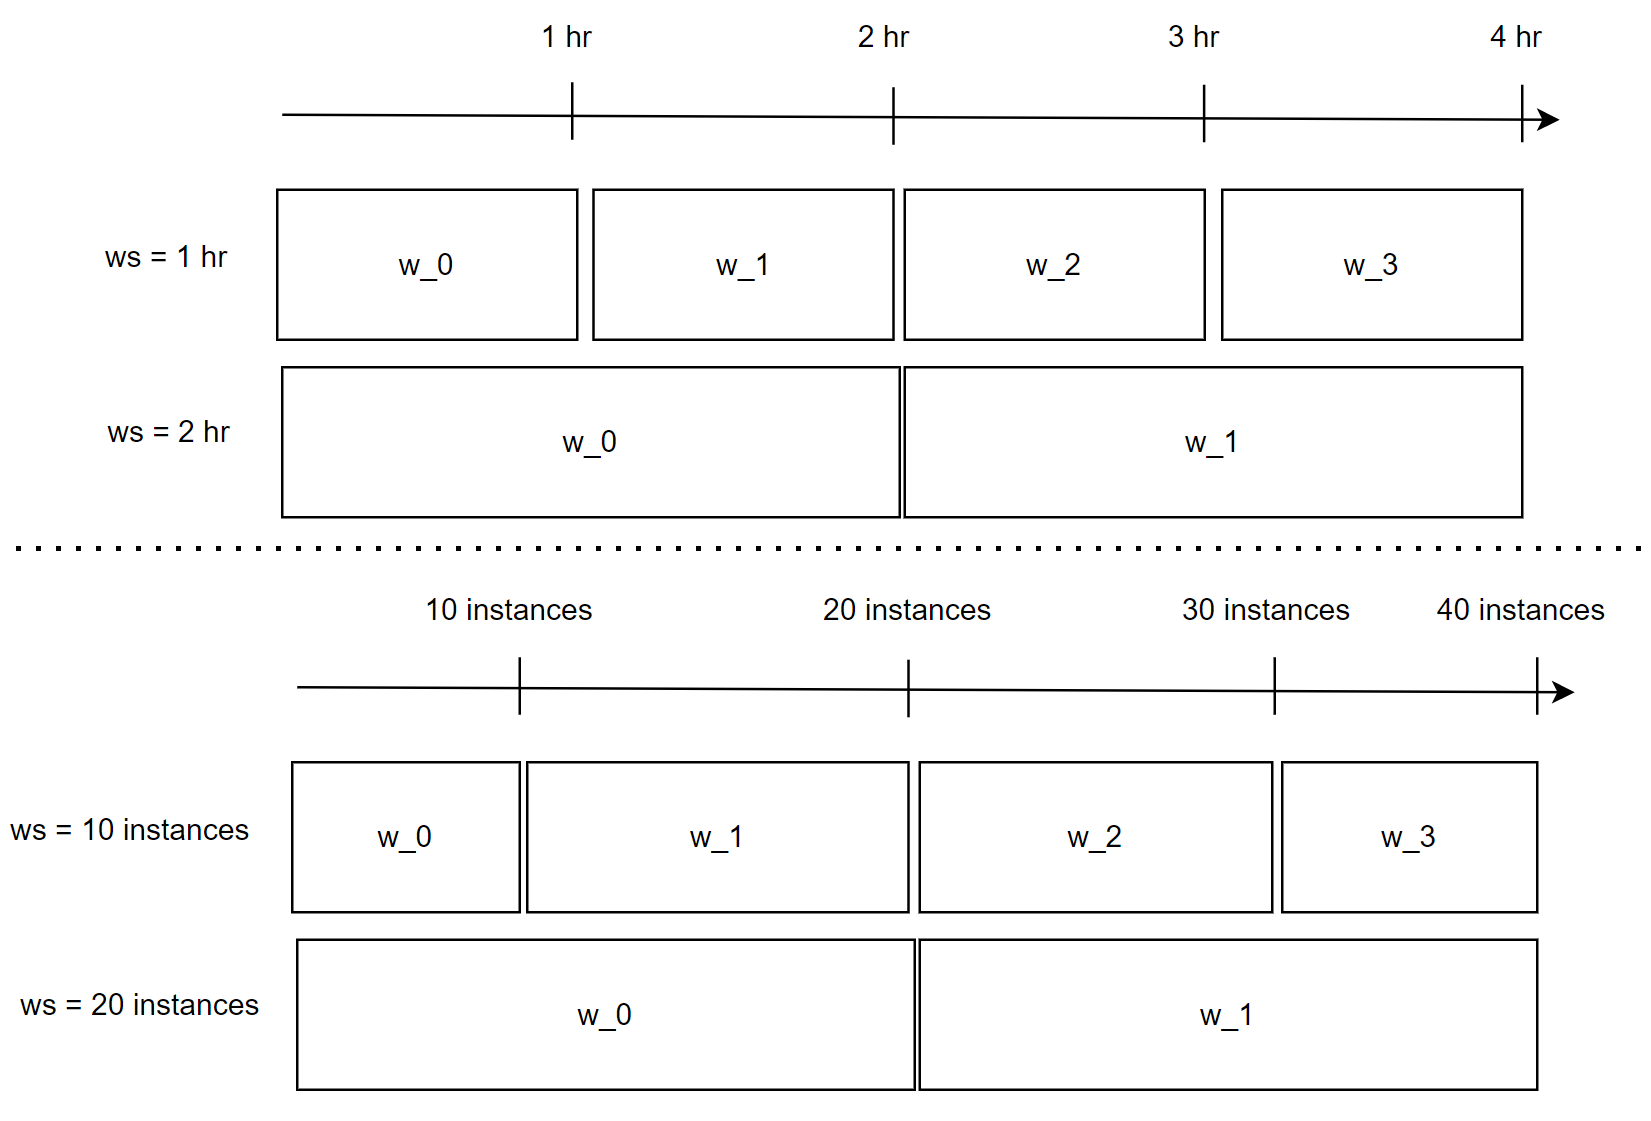 1 hr
2 hr
3 hr
4 hr
ws = 1 hr
w_0
w_1
w_2
w_3
ws = 2 hr
w_0
w_1
10 instances
20 instances
30 instances
40 instances
ws = 10 instances
w_0
w_1
w_2
w_3
ws = 20 instances
w_0
w_1